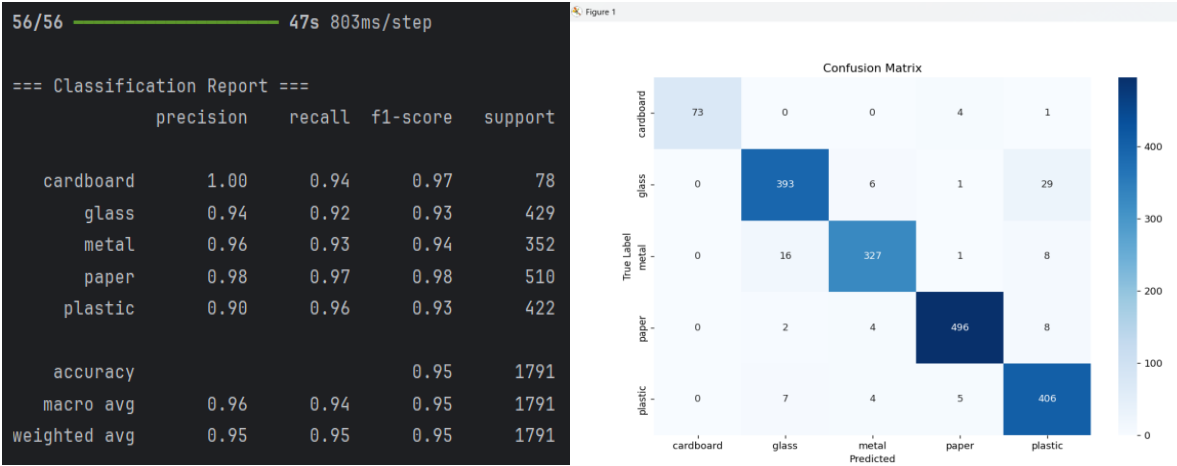 56/56 ━━━━━━━━━━━━━━━━━━━━ 47s 803ms/step
=== Classification Report ===
precision recall f1-score support
cardboard 1.00 0.94 0.97 78
glass 0.94 0.92 0.93 429
metal 0.96 0.93 0.94 352
paper 0.98 0.97 0.98 510
plastic 0.90 0.96 0.93 422
accuracy 0.95 1791
macro avg 0.96 0.94 0.95 1791
weighted avg 0.95 0.95 0.95 1791
Figure 1
Confusion Matrix
True Label
cardboard 73 0 0 4 1
glass 0 393 6 1 29
metal 0 16 327 1 8
paper 0 2 4 496 8
plastic 0 7 4 5 406
cardboard glass metal paper plastic
Predicted
400
300
200
100
0